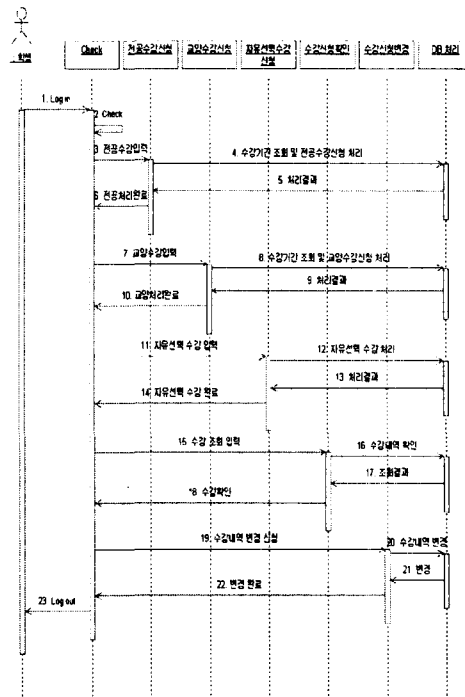 학생
Check
전공수강신청
교양수강신청
자유선택수강
신청
수강신청확인
수강신청변경
DB 처리
1. Log in
2 Check
3 전공수강입력
4. 수강기간 조회 및 전공수강신청 처리
5 처리결과
6 전공처리완료
7 교양수강입력
8. 수강기간 조회 및 교양수강신청 처리
9 처리결과
10. 교양처리완료
11 자유선택 수강 입력
12. 자유선택 수강 처리
13 처리결과
14 자유선택 수강 완료
15 수강 조회 입력
16 수강내역 확인
17. 조회결과
18 수강확인
19. 수강내역 변경 신청
20. 수강내역 변경
21 변경
22. 변경 완료
23 Log out